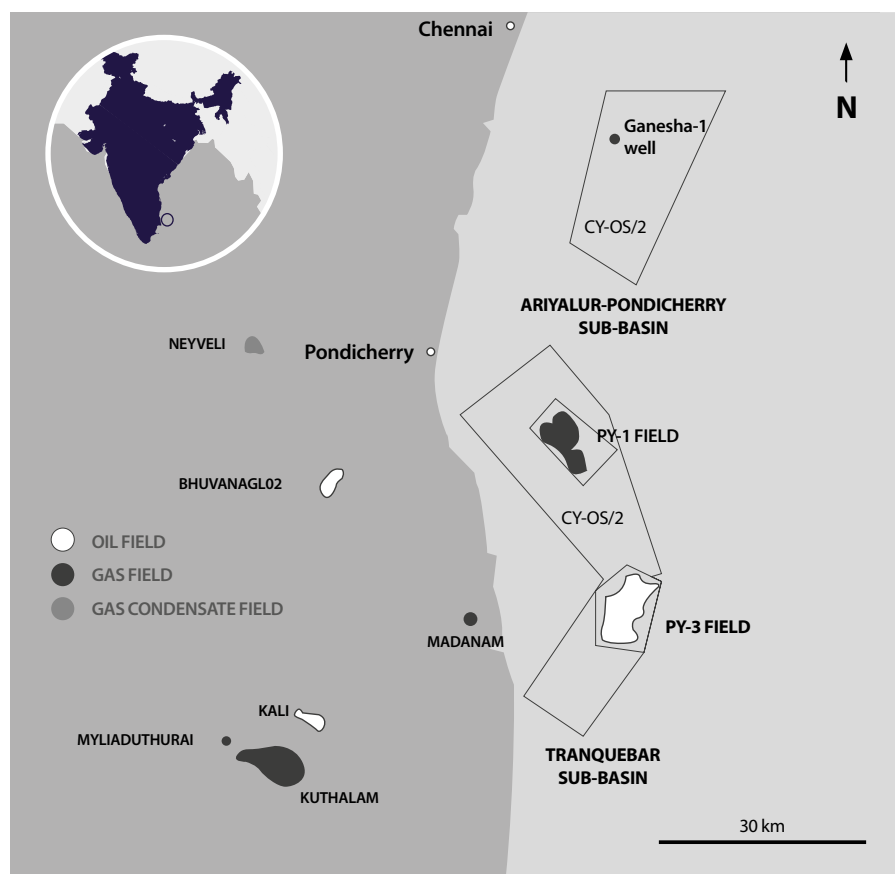 Chennai
N
Ganesha-1
well
CY-OS/2
ARIYALUR-PONDICHERRY
SUB-BASIN
NEYVELI
Pondicherry
PY-1 FIELD
BHUVANAGL02
CY-OS/2
OIL FIELD
GAS FIELD
GAS CONDENSATE FIELD
PY-3 FIELD
MADANAM
KALI
MYLIADUTHURAI
KUTHALAM
TRANQUEBAR
SUB-BASIN
30 km